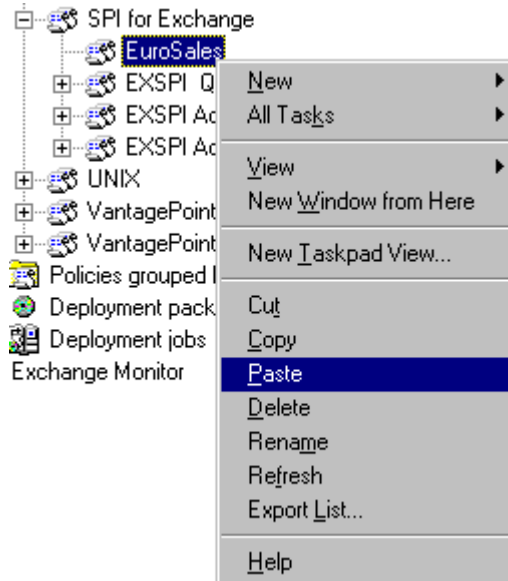 SPI for Exchange
EuroSales
EXSPI Q
EXSPI Ad
EXSPI Ad
UNIX
VantagePoint
VantagePoint
Policies grouped
Deployment pack
Deployment jobs
Exchange Monitor
New
All Tasks
View
New Window from Here
New Taskpad View...
Cut
Copy
Paste
Delete
Rename
Refresh
Export List...
Help